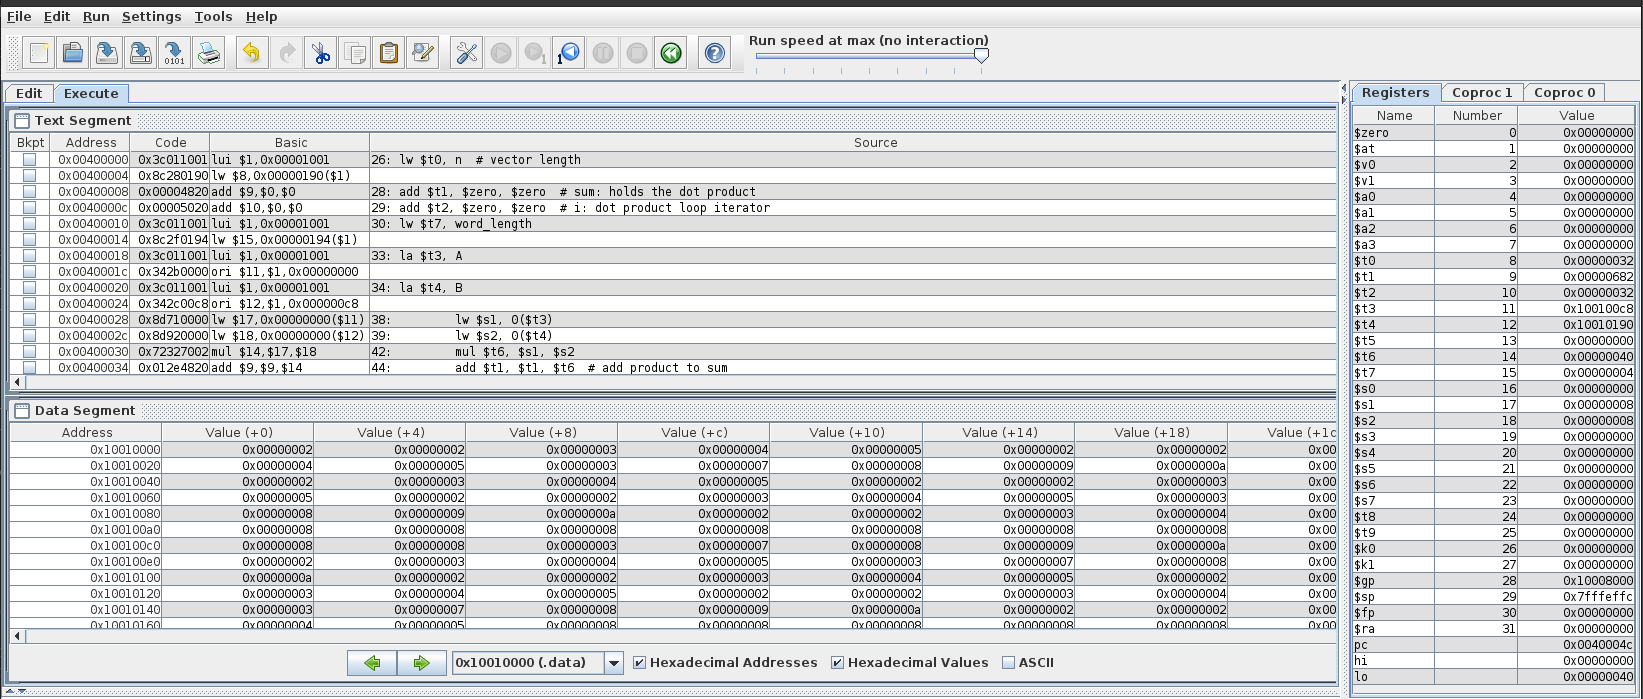 File Edit Run Settings Tools Help
Run speed at max (no interaction)
0101
1
1
?
Edit Execute
Registers Coproc 1 Coproc 0
Text Segment
Bkpt Address Code Basic Source
0x00400000 0x3c011001 lui $1,0x00001001 26: lw $t0, n # vector length
0x00400004 0x8c280190 lw $8,0x00000190($1)
0x00400008 0x00004820 add $9,$0,$0 28: add $t1, $zero, $zero # sum: holds the dot product
0x0040000c 0x00005020 add $10,$0,$0 29: add $t2, $zero, $zero # i: dot product loop iterator
0x00400010 0x3c011001 lui $1,0x00001001 30: lw $t7, word_length
0x00400014 0x8c2f0194 lw $15,0x00000194($1)
0x00400018 0x3c011001 lui $1,0x00001001 33: la $t3, A
0x0040001c 0x342b0000 ori $11,$1,0x00000000
0x00400020 0x3c011001 lui $1,0x00001001 34: la $t4, B
0x00400024 0x342c00c8 ori $12,$1,0x000000c8
0x00400028 0x8d710000 lw $17,0x00000000($11) 38: lw $s1, 0($t3)
0x0040002c 0x8d920000 lw $18,0x00000000($12) 39: lw $s2, 0($t4)
0x00400030 0x72327002 mul $14,$17,$18 42: mul $t6, $s1, $s2
0x00400034 0x012e4820 add $9,$9,$14 44: add $t1, $t1, $t6 # add product to sum
Data Segment
Address Value (+0) Value (+4) Value (+8) Value (+c) Value (+10) Value (+14) Value (+18) Value (+1c
0x10010000 0x00000002 0x00000002 0x00000003 0x00000004 0x00000005 0x00000002 0x00000002 0x00
0x10010020 0x00000004 0x00000005 0x00000003 0x00000007 0x00000008 0x00000009 0x0000000a 0x00
0x10010040 0x00000002 0x00000003 0x00000004 0x00000005 0x00000002 0x00000002 0x00000003 0x00
0x10010060 0x00000005 0x00000002 0x00000002 0x00000003 0x00000004 0x00000005 0x00000002 0x00
0x10010080 0x00000008 0x00000009 0x0000000a 0x00000002 0x00000002 0x00000003 0x00000004 0x00
0x100100a0 0x00000008 0x00000008 0x00000008 0x00000008 0x00000008 0x00000008 0x00000008 0x00
0x100100c0 0x00000008 0x00000008 0x00000003 0x00000007 0x00000008 0x00000009 0x0000000a 0x00
0x100100e0 0x00000002 0x00000003 0x00000004 0x00000005 0x00000003 0x00000007 0x00000008 0x00
0x10010100 0x0000000a 0x00000002 0x00000002 0x00000003 0x00000004 0x00000005 0x00000002 0x00
0x10010120 0x00000003 0x00000004 0x00000005 0x00000002 0x00000002 0x00000003 0x00000004 0x00
0x10010140 0x00000003 0x00000007 0x00000008 0x00000009 0x0000000a 0x00000002 0x00000002 0x00
0x10010160 0x00000004 0x00000005 0x00000008 0x00000008 0x00000008 0x00000008 0x00000008 0x00
0x10010000 (.data) Hexadecimal Addresses Hexadecimal Values ASCII
Name Number Value
$zero 0 0x00000000
$at 1 0x00000000
$v0 2 0x00000000
$v1 3 0x00000000
$a0 4 0x00000000
$a1 5 0x00000000
$a2 6 0x00000000
$a3 7 0x00000000
$t0 8 0x00000032
$t1 9 0x00000682
$t2 10 0x00000032
$t3 11 0x100100c8
$t4 12 0x10010190
$t5 13 0x00000000
$t6 14 0x00000040
$t7 15 0x00000004
$s0 16 0x00000000
$s1 17 0x00000008
$s2 18 0x00000008
$s3 19 0x00000000
$s4 20 0x00000000
$s5 21 0x00000000
$s6 22 0x00000000
$s7 23 0x00000000
$t8 24 0x00000000
$t9 25 0x00000000
$k0 26 0x00000000
$k1 27 0x00000000
$gp 28 0x10008000
$sp 29 0x7fffeffc
$fp 30 0x00000000
$ra 31 0x00000000
pc 0x0040004c
hi 0x00000000
lo 0x00000040